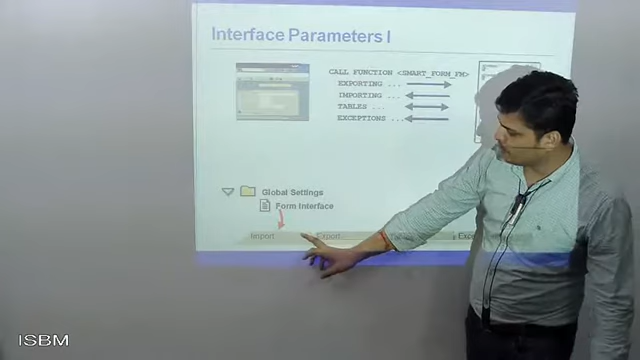 Interface Parameters I
CALL FUNCTION <SMART_FORM_FM>
EXPORTING ...
IMPORTING ...
TABLES ...
EXCEPTIONS ...
Global Settings
Form Interface
Import
Export
ISBM